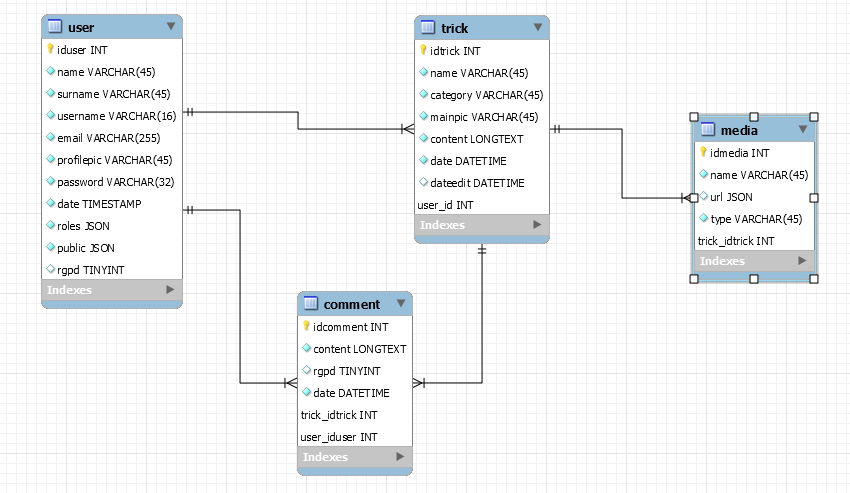 user
iduser INT
name VARCHAR(45)
surname VARCHAR(45)
username VARCHAR(16)
email VARCHAR(255)
profilepic VARCHAR(45)
password VARCHAR(32)
date TIMESTAMP
roles JSON
public JSON
rgpd TINYINT
Indexes
trick
idtrick INT
name VARCHAR(45)
category VARCHAR(45)
mainpic VARCHAR(45)
content LONGTEXT
date DATETIME
dateedit DATETIME
user_id INT
Indexes
media
idmedia INT
name VARCHAR(45)
url JSON
type VARCHAR(45)
trick_idtrick INT
Indexes
comment
idcomment INT
content LONGTEXT
rgpd TINYINT
date DATETIME
trick_idtrick INT
user_iduser INT
Indexes